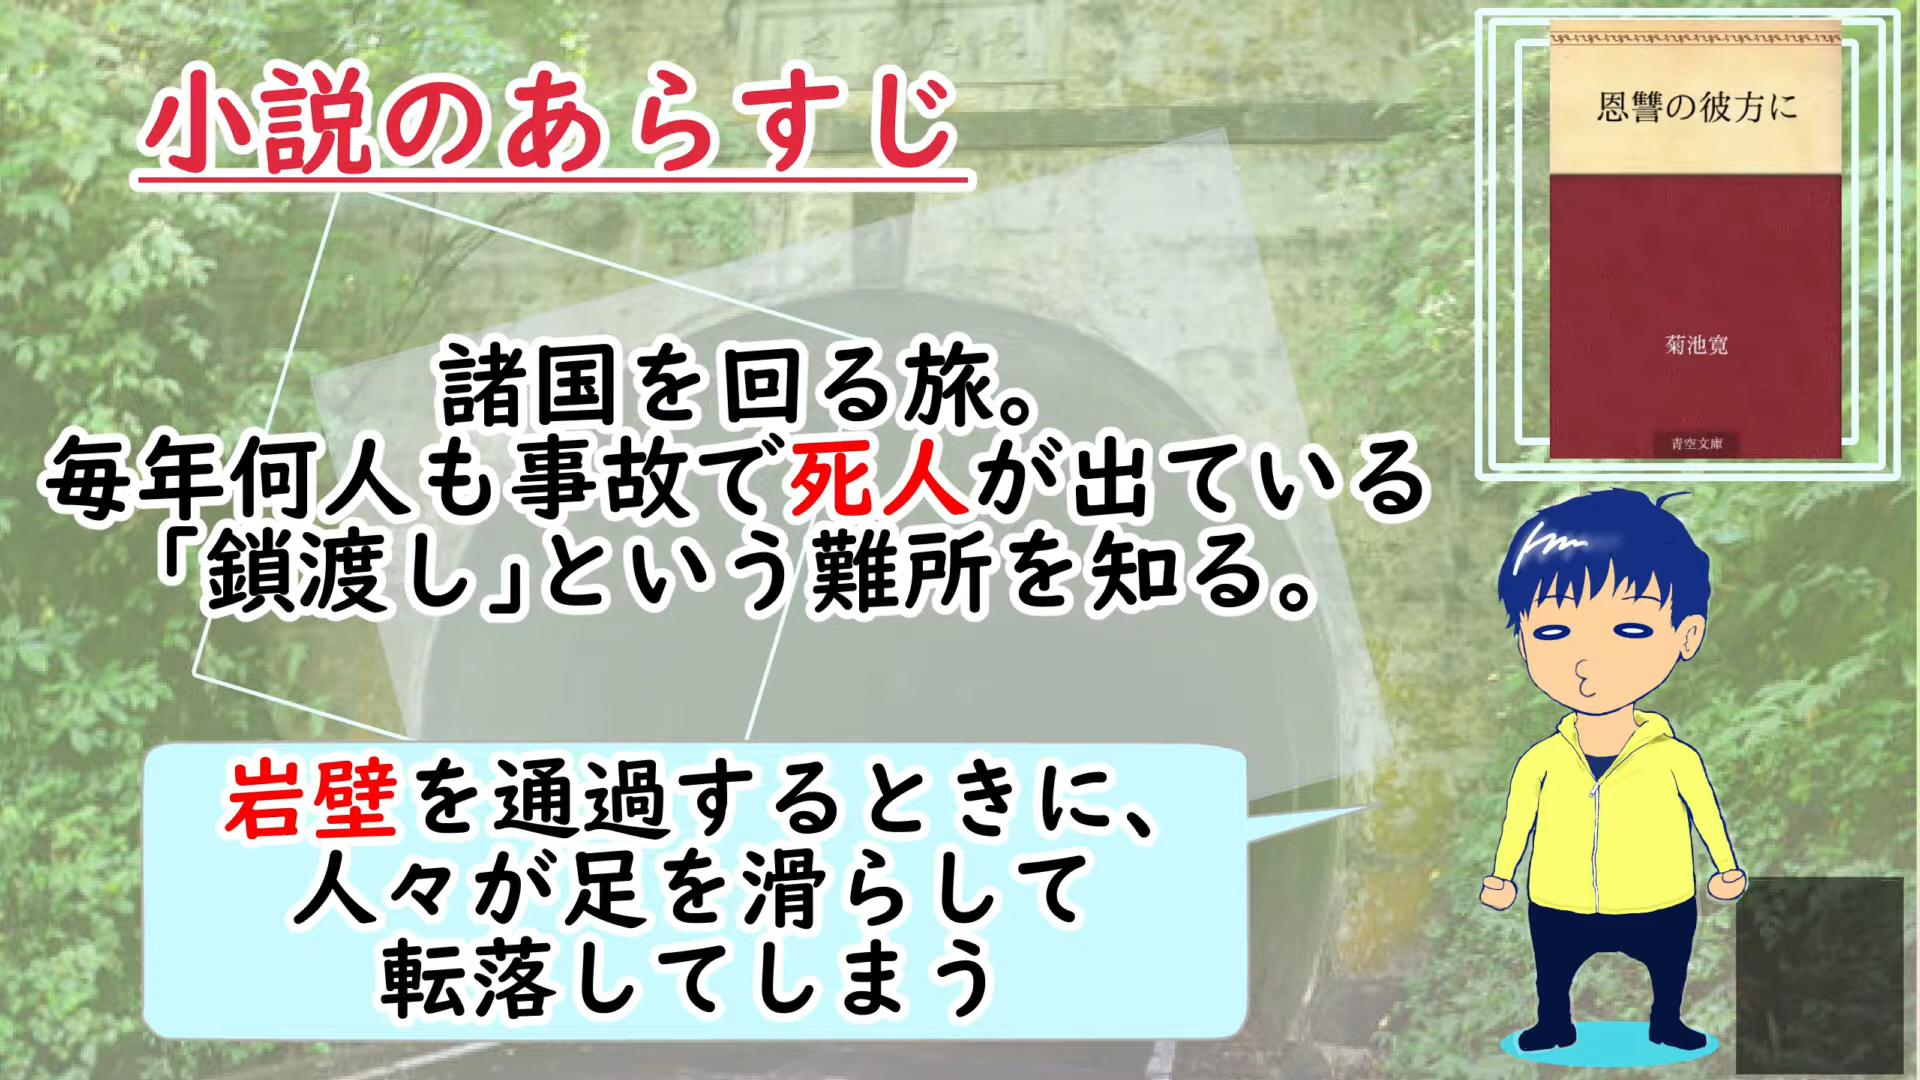 小説のあらすじ
恩讐の彼方に
菊池寛
青空文庫
諸国を回る旅。
毎年何人も事故で死人が出ている
「鎖渡し」という難所を知る。
岩壁を通過するときに、
人々が足を滑らして
転落してしまう